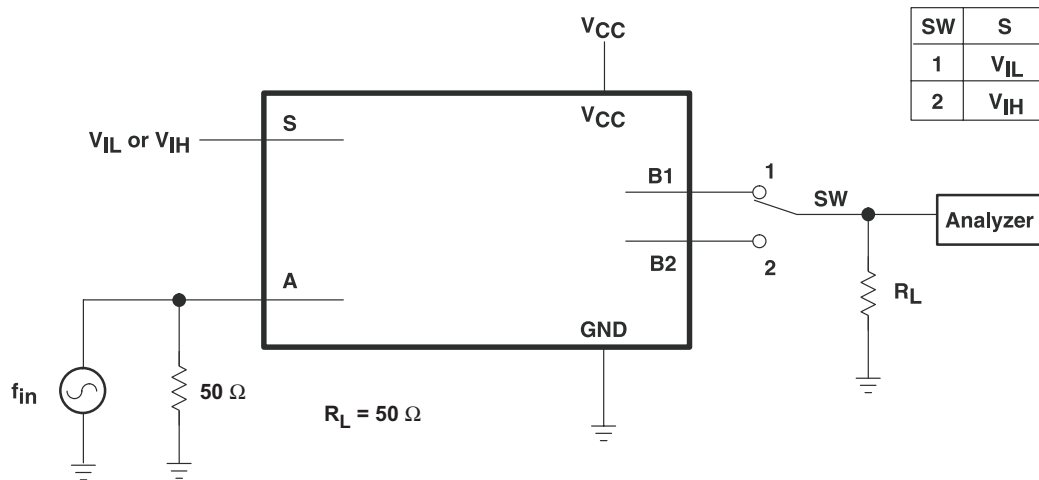 VCC
SW S
1 VIL
2 VIH
VCC
S
VIL or VIH
B1
1
SW
Analyzer
B2
2
A
RL
GND
fin
50 Ω
RL = 50 Ω